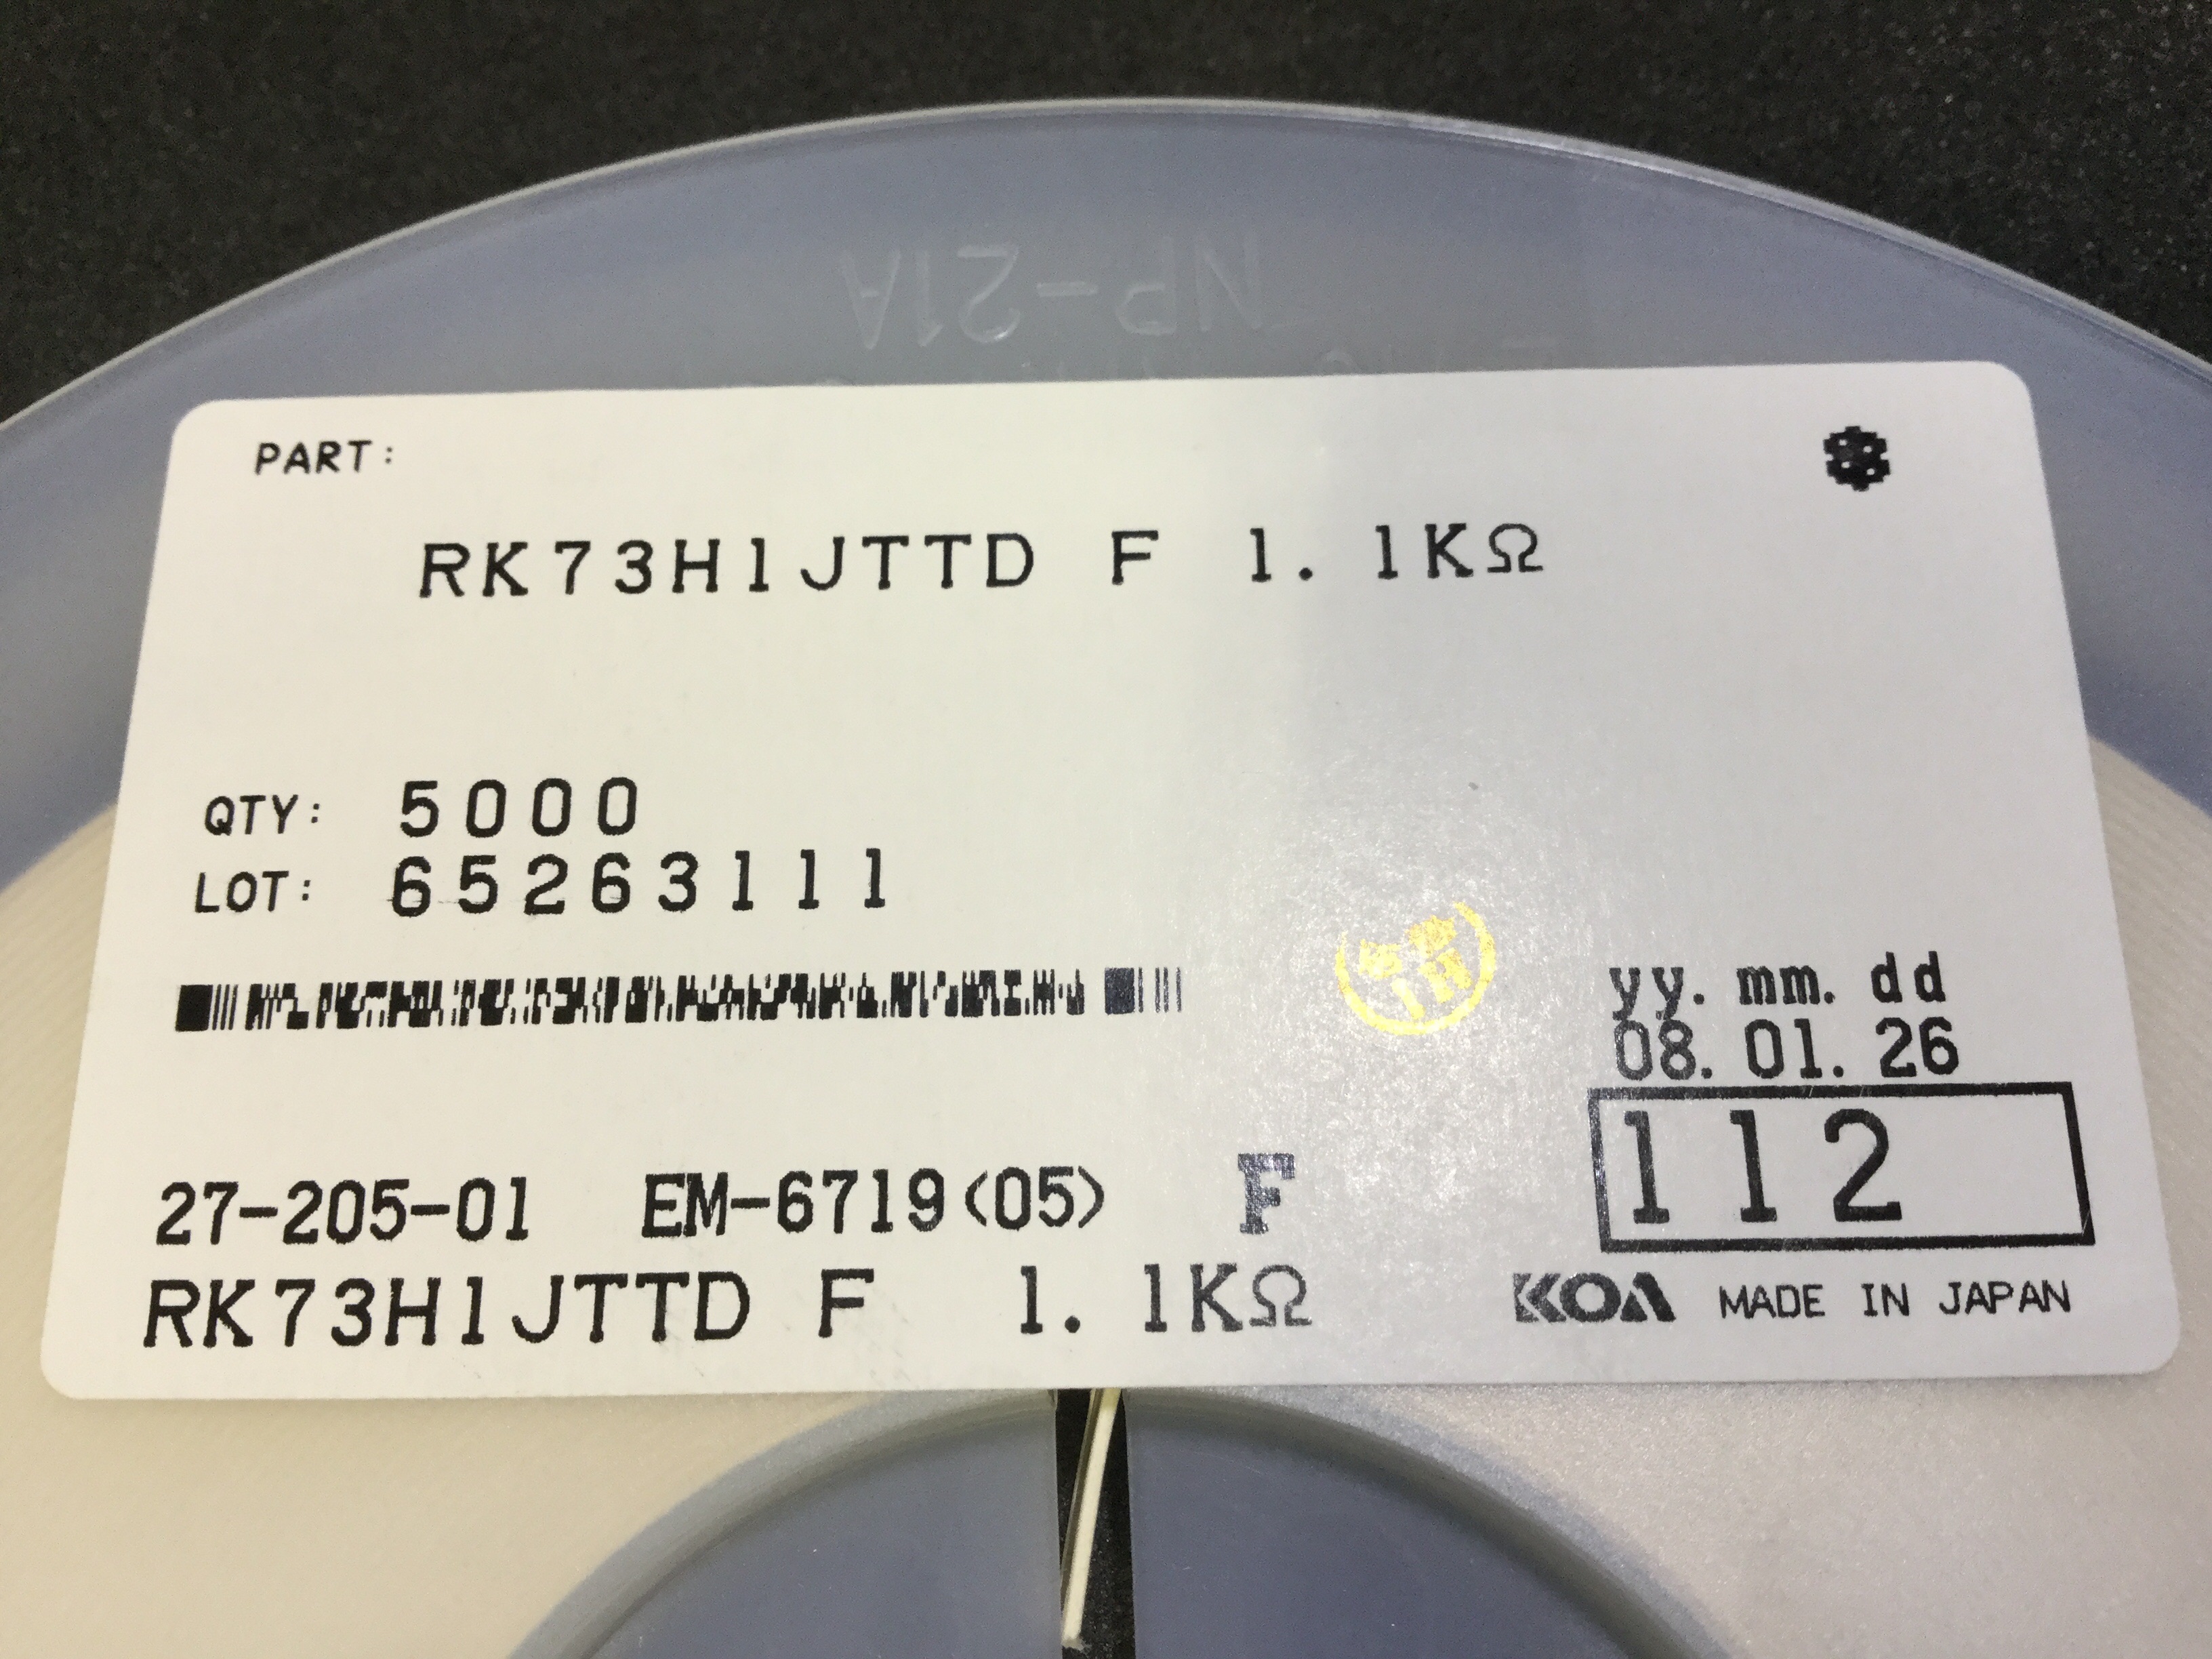 NP-21A
PART:
RK73H1JTTD F 1.1KΩ
QTY: 5000
LOT: 65263111
yy. mm. dd
08. 01. 26
112
27-205-01 EM-6719<05> F
RK73H1JTTD F 1.1KΩ
KOA MADE IN JAPAN